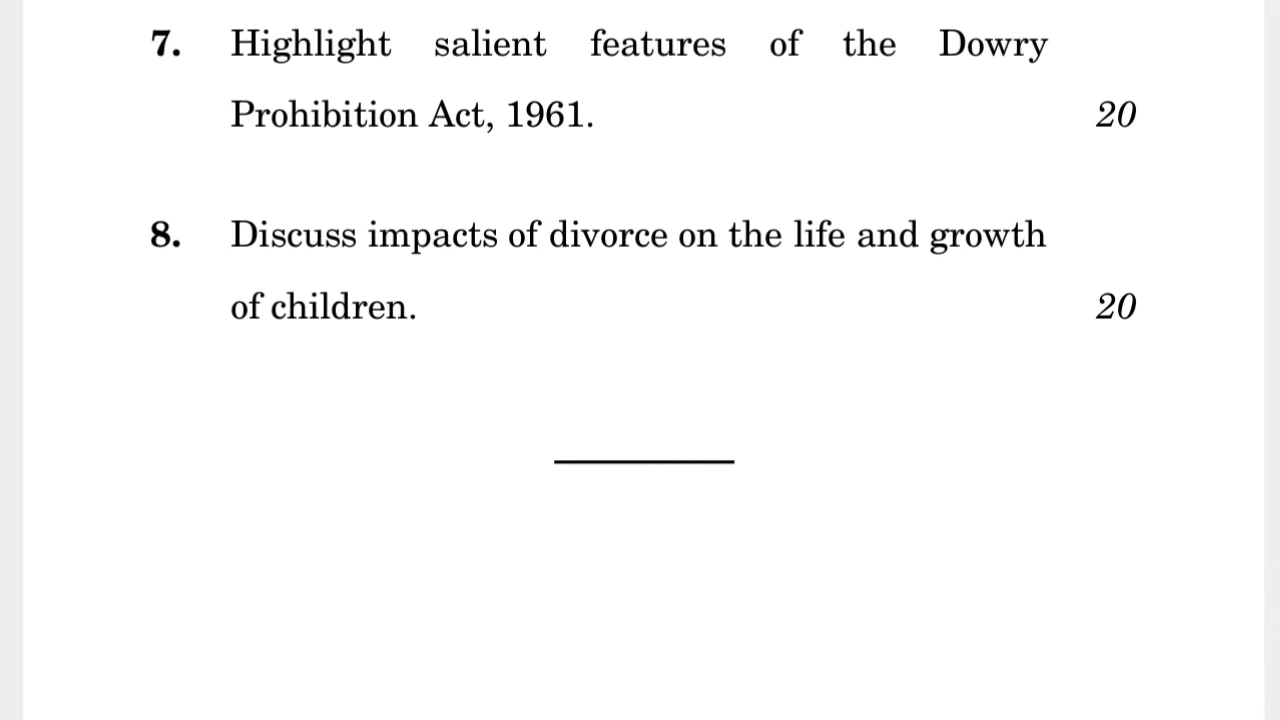 7. Highlight salient features of the Dowry
Prohibition Act, 1961. 20
8. Discuss impacts of divorce on the life and growth
of children. 20